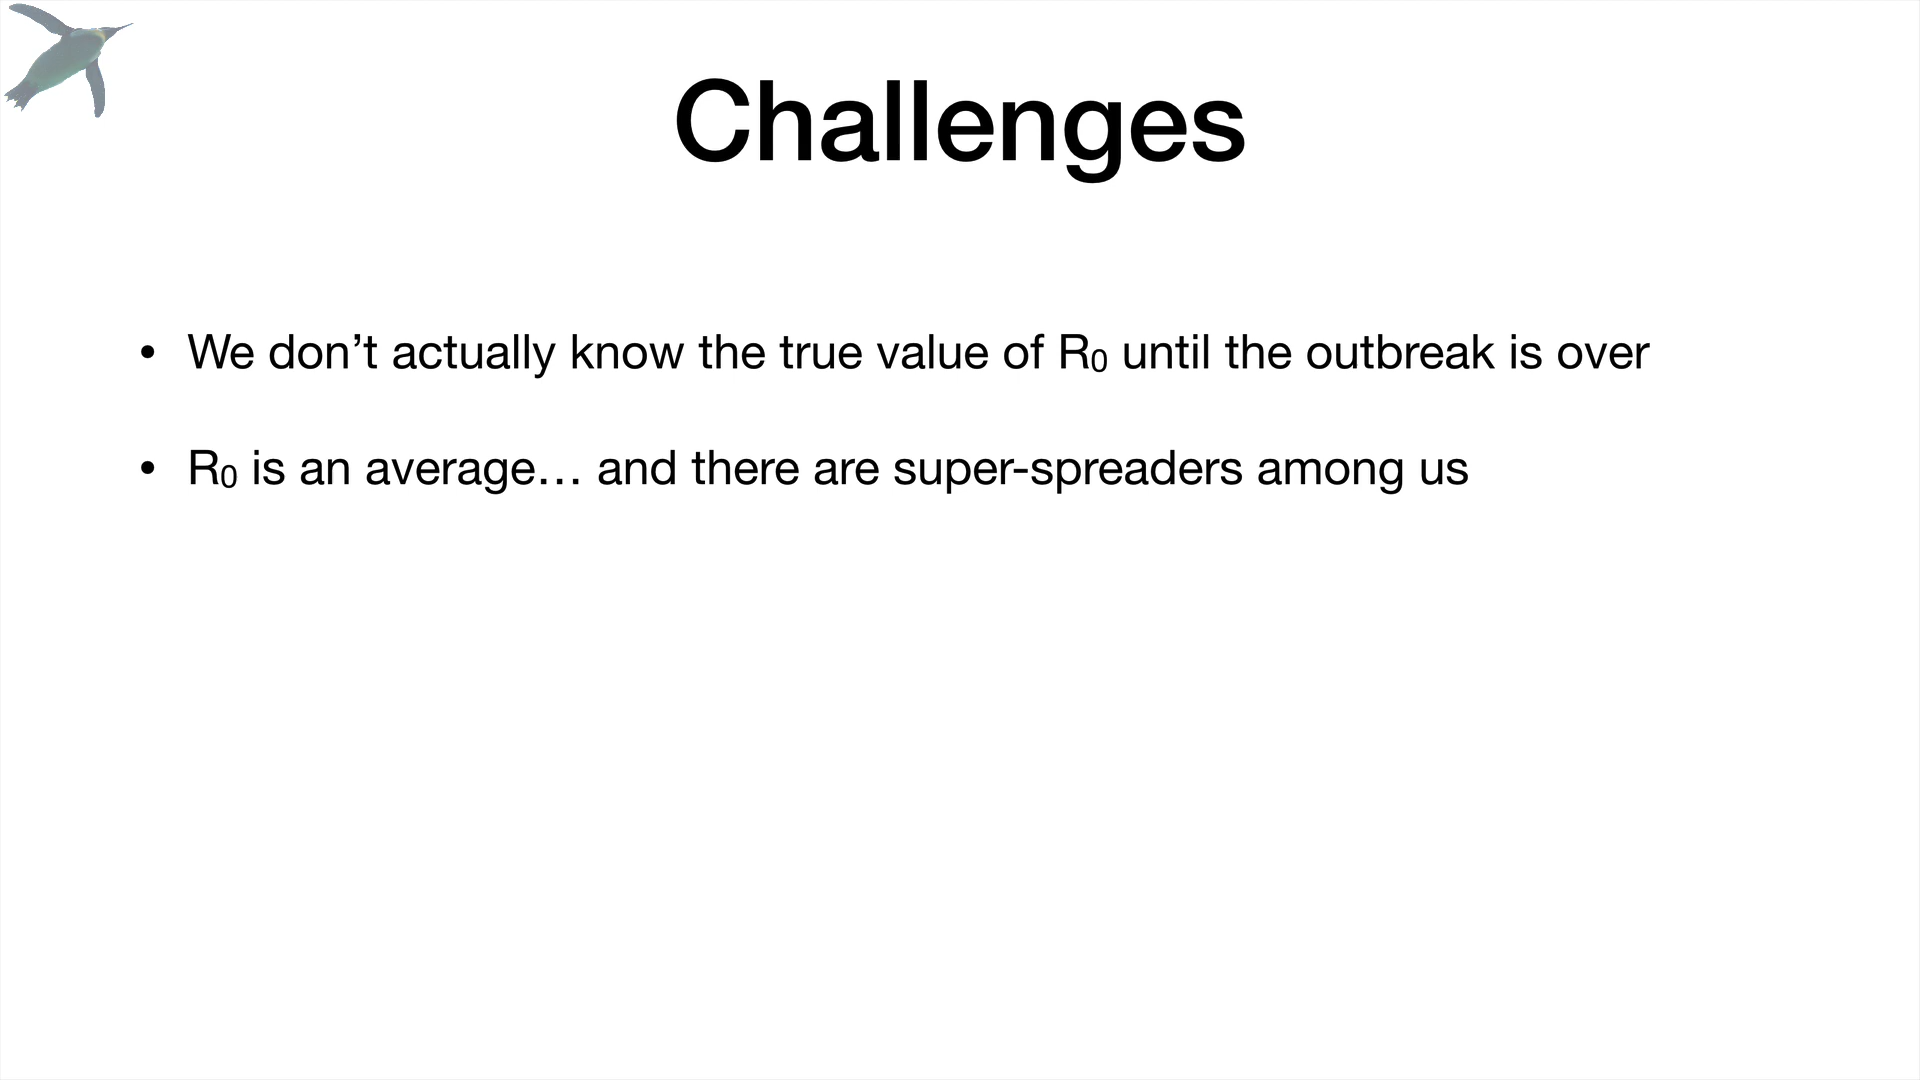 Challenges
• We don’t actually know the true value of R₀ until the outbreak is over
• R₀ is an average… and there are super-spreaders among us